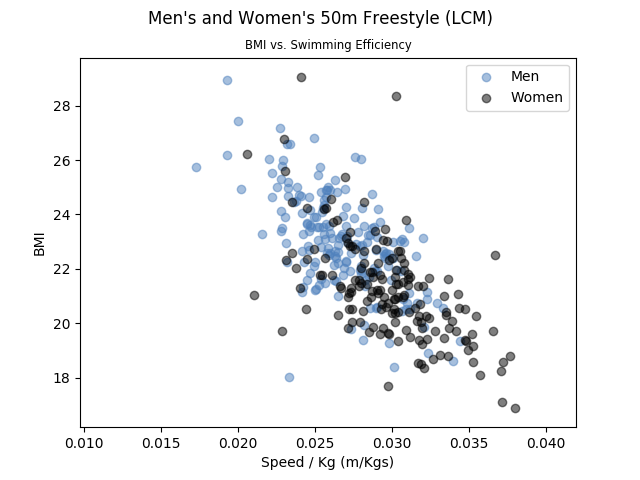 Men's and Women's 50m Freestyle (LCM)
BMI vs. Swimming Efficiency
Men
Women
28
26
24
22
20
18
BMI
0.010 0.015 0.020 0.025 0.030 0.035 0.040
Speed / Kg (m/Kgs)